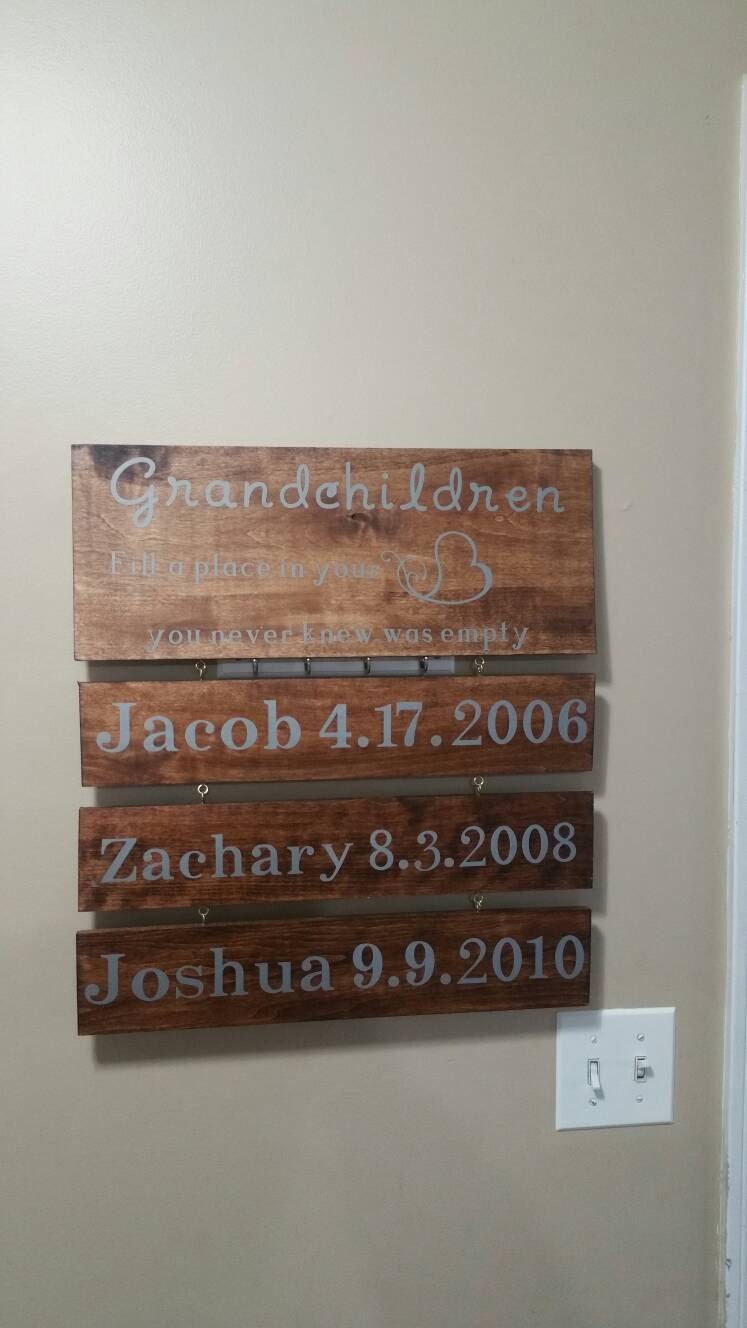 Grandchildren
Fill a place in your
you never knew was empty
Jacob 4.17.2006
Zachary 8.3.2008
Joshua 9.9.2010